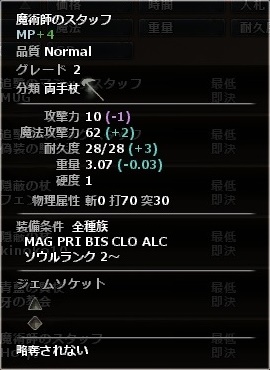 魔術師のスタッフ
MP+4
品質 Normal
グレード 2
分類 両手杖
攻撃力 10 (-1)
魔法攻撃力 62 (+2)
耐久度 28/28 (+3)
重量 3.07 (-0.03)
硬度 1
物理属性 斬0 打70 突30
装備条件 全種族
MAG PRI BIS CLO ALC
ソウルランク 2～
ジェムソケット
略奪されない